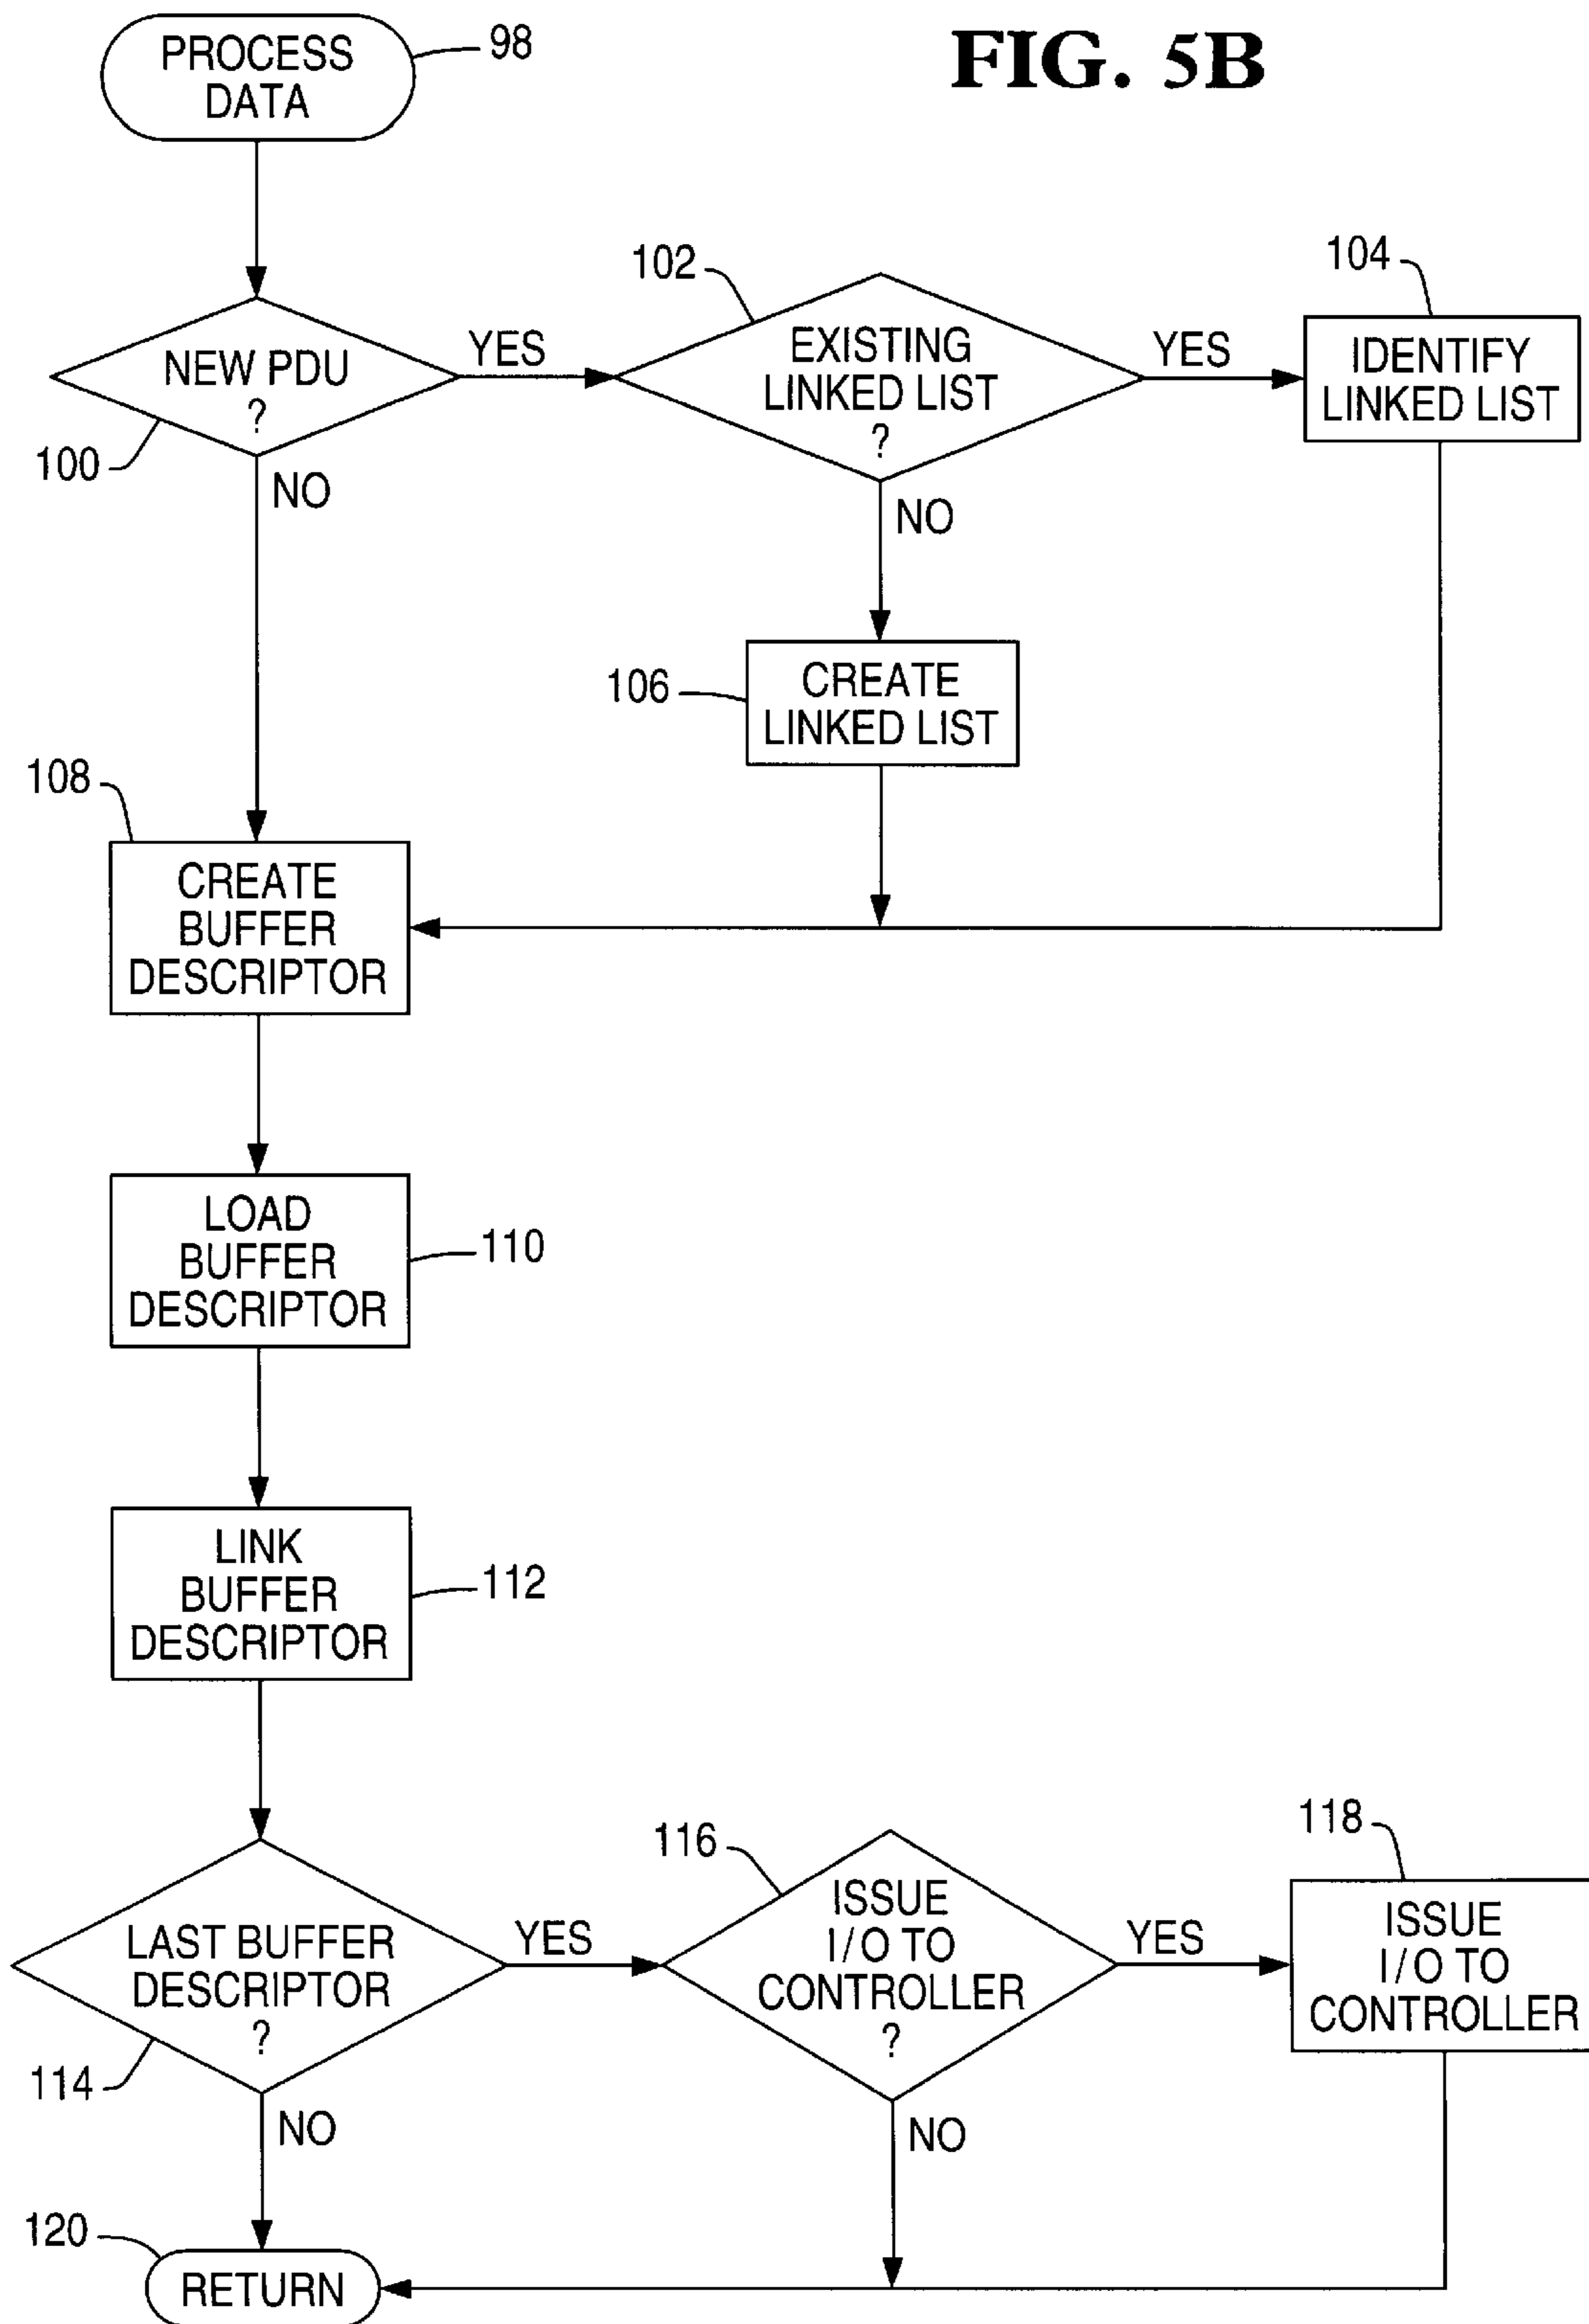 FIG. 5B
PROCESS
DATA
98
NEW PDU
?
100
YES
NO
102
EXISTING
LINKED LIST
?
YES
NO
104
IDENTIFY
LINKED LIST
106
CREATE
LINKED LIST
108
CREATE
BUFFER
DESCRIPTOR
LOAD
BUFFER
DESCRIPTOR
110
LINK
BUFFER
DESCRIPTOR
112
LAST BUFFER
DESCRIPTOR
?
114
YES
NO
116
ISSUE
I/O TO
CONTROLLER
?
YES
NO
118
ISSUE
I/O TO
CONTROLLER
120
RETURN